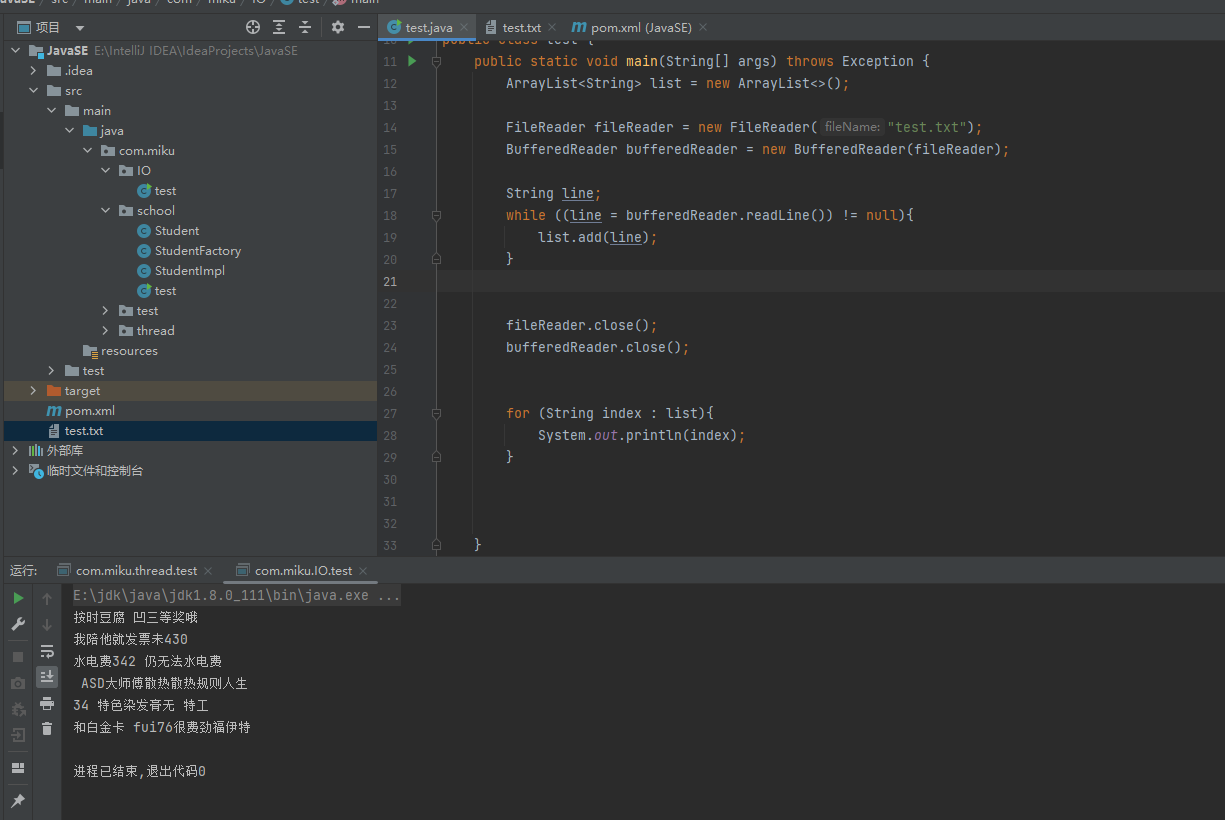 src
main
java
com
miku
IO
test
main
项目
test.java
test.txt
pom.xml (JavaSE)
JavaSE E:\IntelliJ IDEA\IdeaProjects\JavaSE
.idea
src
main
java
com.miku
IO
test
school
Student
StudentFactory
StudentImpl
test
test
thread
resources
test
target
pom.xml
test.txt
外部库
临时文件和控制台
10 public class test {
11 public static void main(String[] args) throws Exception {
12 ArrayList<String> list = new ArrayList<>();
13
14 FileReader fileReader = new FileReader( fileName: "test.txt");
15 BufferedReader bufferedReader = new BufferedReader(fileReader);
16
17 String line;
18 while ((line = bufferedReader.readLine()) != null){
19 list.add(line);
20 }
21
22
23 fileReader.close();
24 bufferedReader.close();
25
26
27 for (String index : list){
28 System.out.println(index);
29 }
30
31
32
33 }
运行: com.miku.thread.test com.miku.IO.test
E:\jdk\java\jdk1.8.0_111\bin\java.exe ...
按时豆腐 凹三等奖哦
我陪他就发票未430
水电费342 仍无法水电费
ASD大师傅散热散热规则人生
34 特色染发膏无 特工
和白金卡 fui76很费劲福伊特
进程已结束,退出代码0